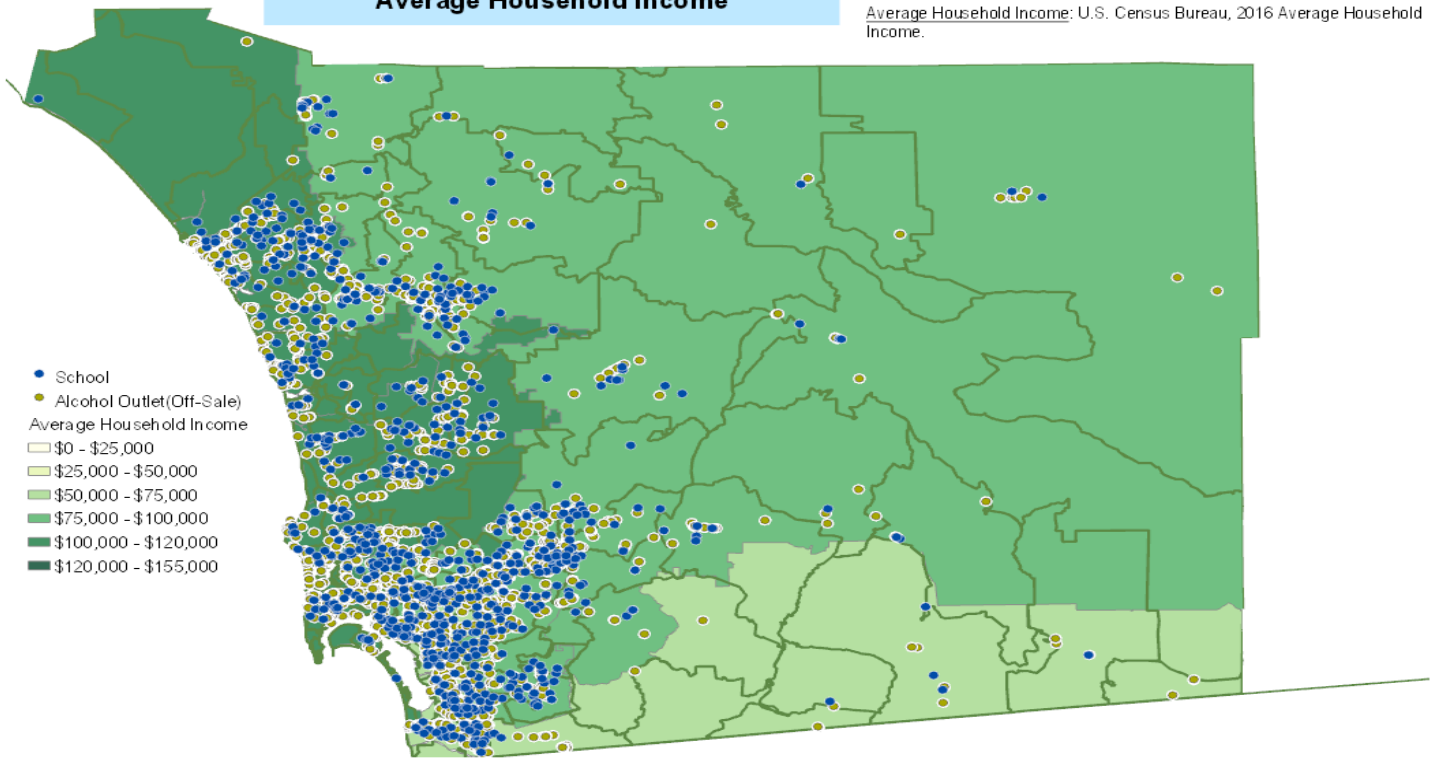 Average Household Income
Average Household Income: U.S. Census Bureau, 2016 Average Household
Income.
School
Alcohol Outlet(Off-Sale)
Average Household Income
$0 - $25,000
$25,000 - $50,000
$50,000 - $75,000
$75,000 - $100,000
$100,000 - $120,000
$120,000 - $155,000